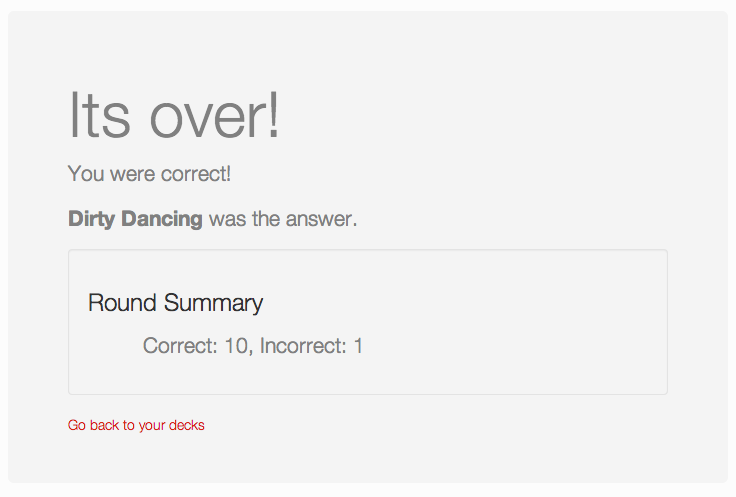 Its over!
You were correct!
Dirty Dancing was the answer.
Round Summary
Correct: 10, Incorrect: 1
Go back to your decks